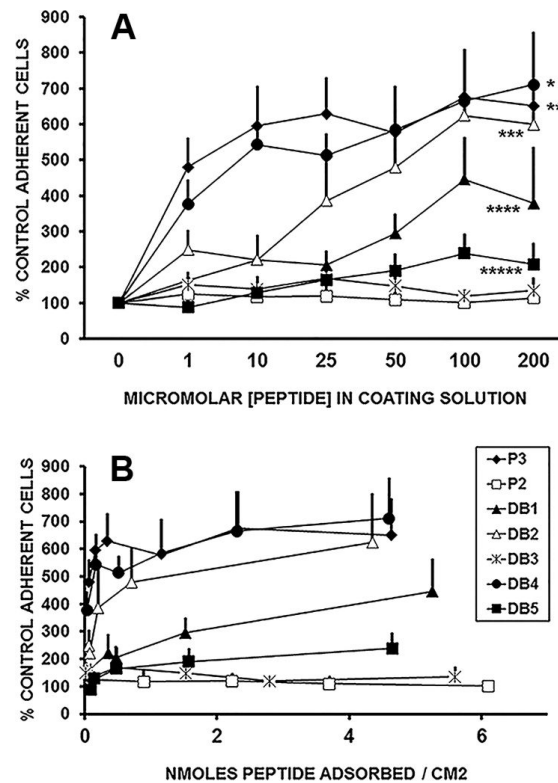 A
900
800
700
600
500
400
300
200
100
0
% CONTROL ADHERENT CELLS
*
**
***
****
*****
0 1 10 25 50 100 200
MICROMOLAR [PEPTIDE] IN COATING SOLUTION
B
900
800
700
600
500
400
300
200
100
0
% CONTROL ADHERENT CELLS
P3
P2
DB1
DB2
DB3
DB4
DB5
0 2 4 6
NMOLES PEPTIDE ADSORBED / CM2